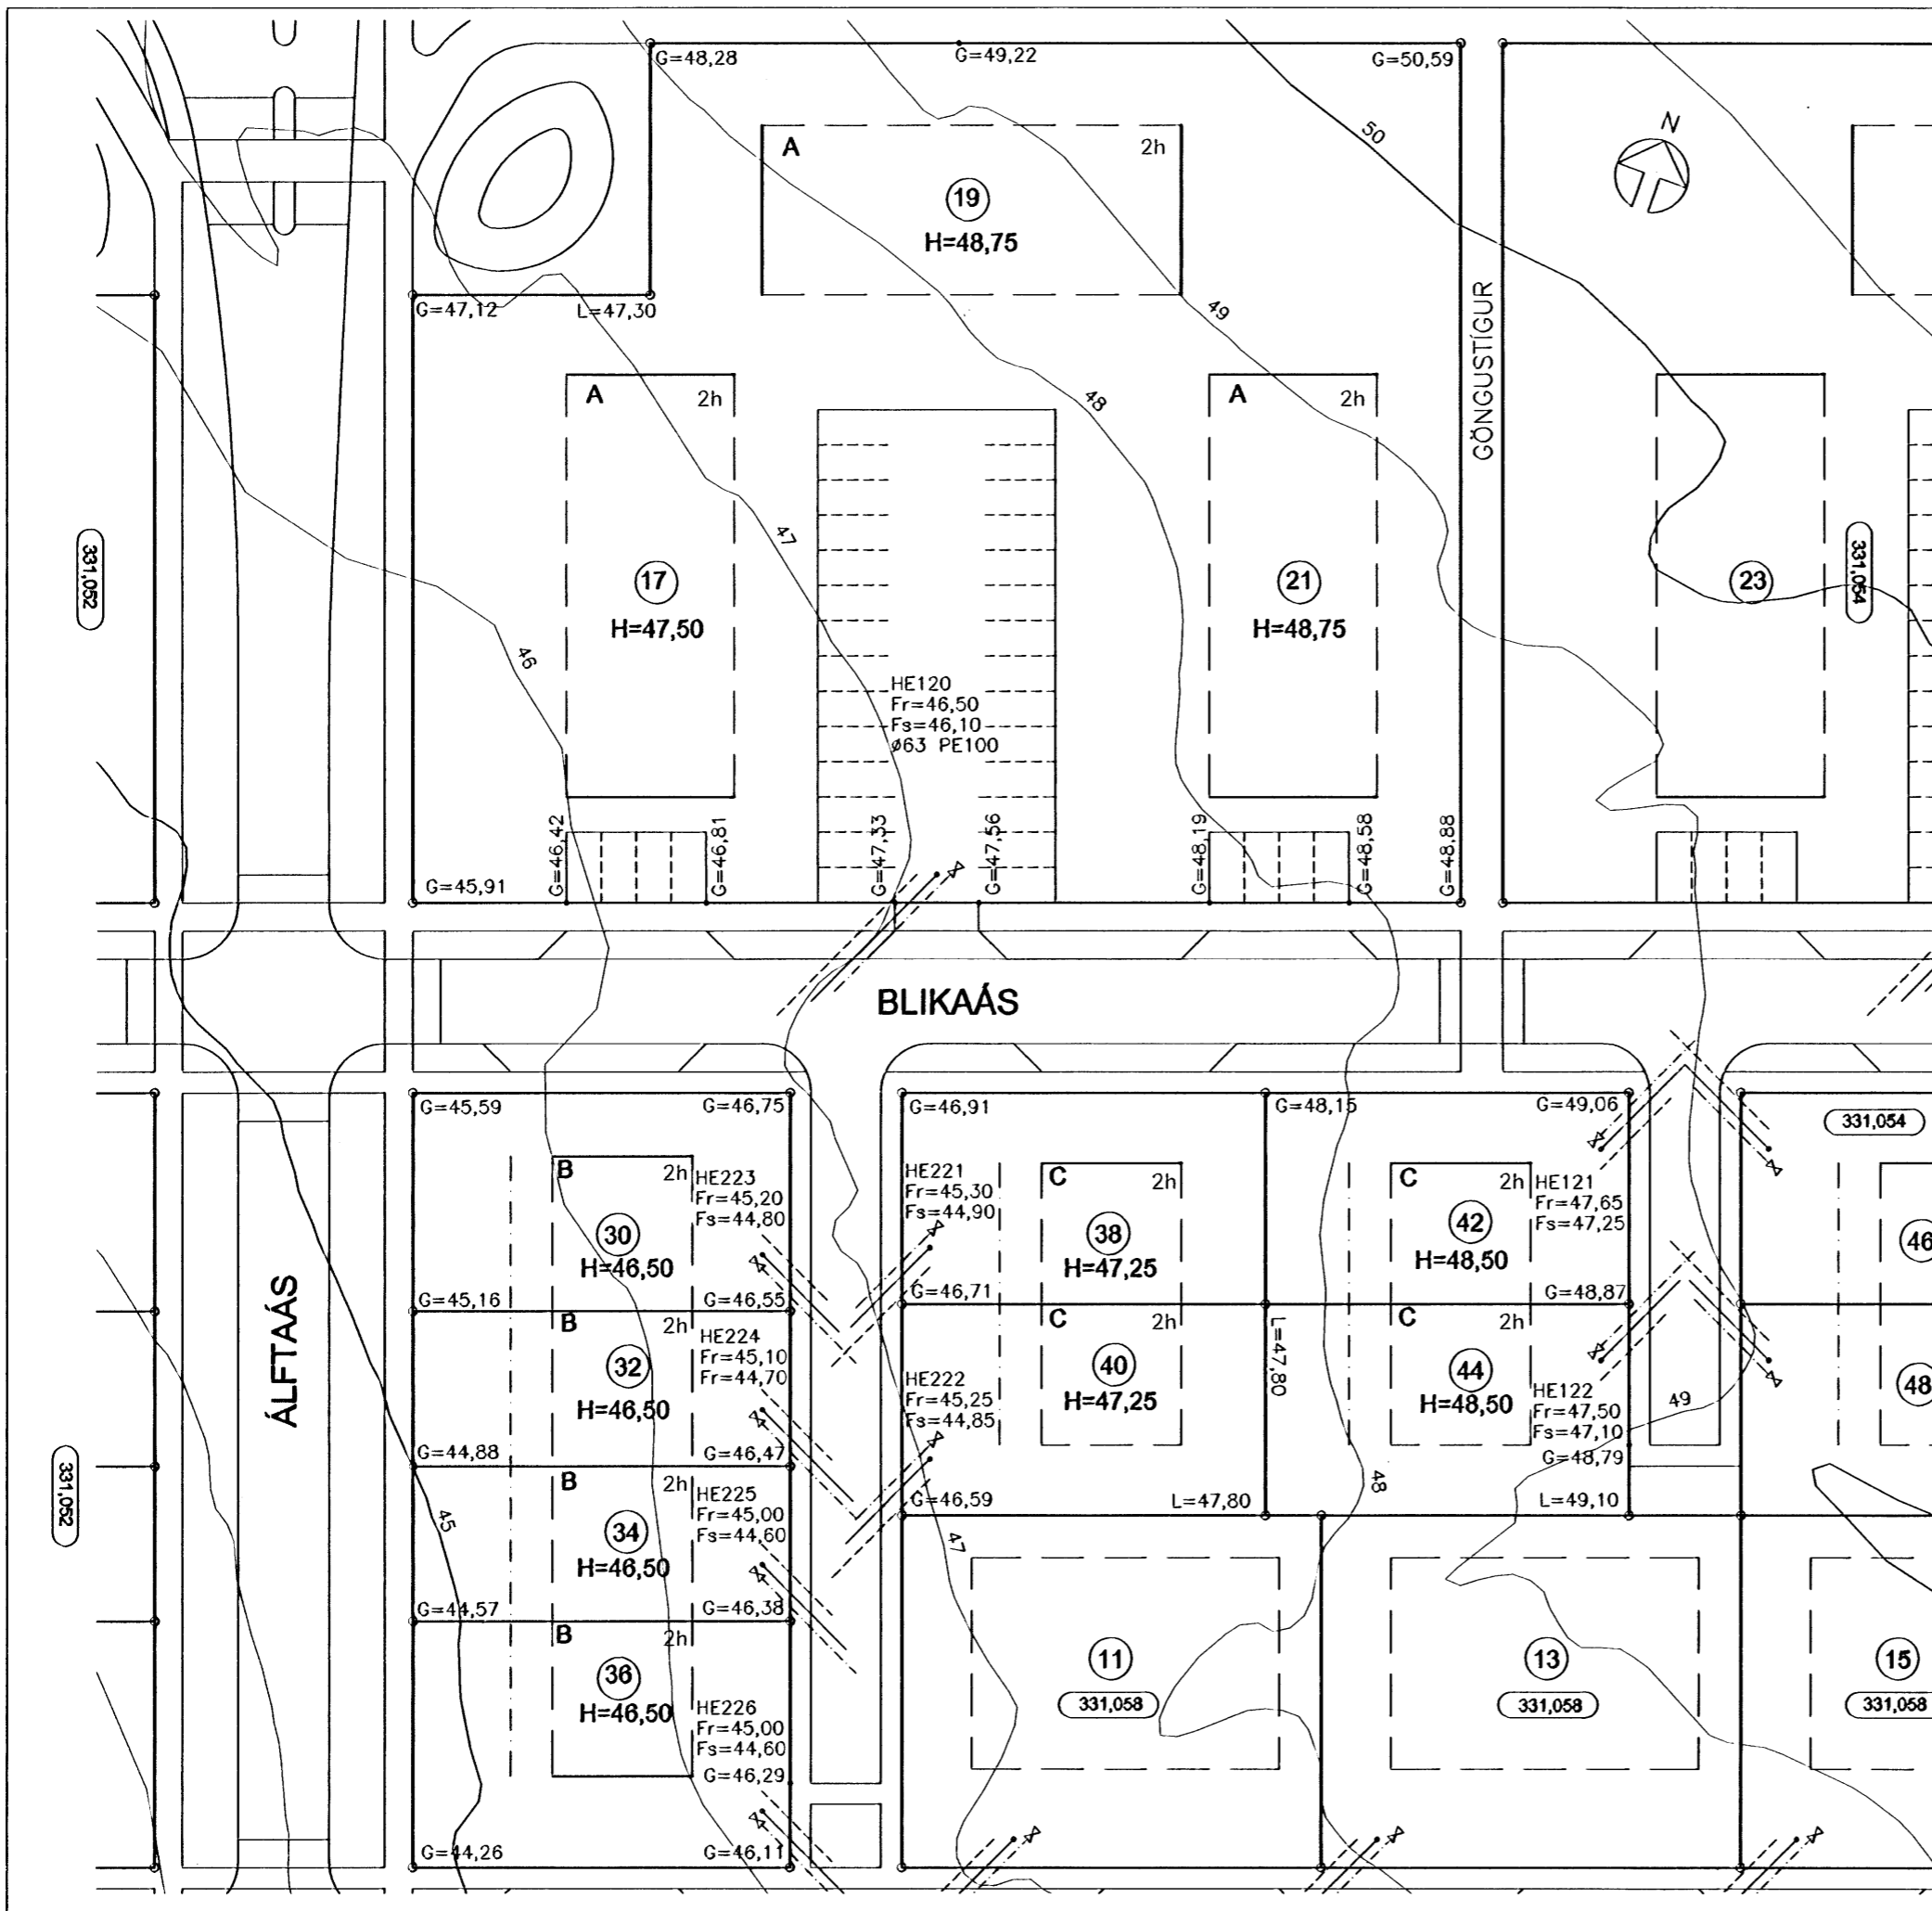 G=48,28
G=49,22
G=50,59
N
50
A
2h
19
H=48,75
G=47,12
L=47,30
49
GÖNGUSTÍGUR
A
2h
48
A
2h
47
331,052
17
H=47,50
21
H=48,75
23
331,054
46
HE120
Fr=46,50
Fs=46,10
ø63 PE100
G=45,91
G=46,42
G=46,81
G=47,33
G=47,56
G=48,19
G=48,58
G=48.88
BLIKAÁS
G=45,59
G=46,75
G=46,91
G=48,15
G=49,06
331,054
B
2h
HE223
Fr=45,20
Fs=44,80
30
H=46,50
HE221
Fr=45,30
Fs=44,90
C
2h
38
H=47,25
C
2h
42
H=48,50
HE121
Fr=47,65
Fs=47,25
46
G=45,16
G=46,55
G=46,71
G=48,87
ÁLFTAÁS
B
2h
HE224
Fr=45,10
Fr=44,70
32
H=46,50
C
2h
40
H=47,25
HE222
Fr=45,25
Fs=44,85
L=47,80
C
2h
44
H=48,50
HE122
Fr=47,50
Fs=47,10
G=48,79
49
48
G=44,88
G=46,47
331,052
45
B
2h
HE225
Fr=45,00
Fs=44,60
34
H=46,50
G=46,59
L=47,80
48
L=49,10
47
G=44,57
G=46,38
B
2h
36
H=46,50
HE226
Fr=45,00
Fs=44,60
G=46,29
11
331,058
13
331,058
15
331,058
G=44,26
G=46,11